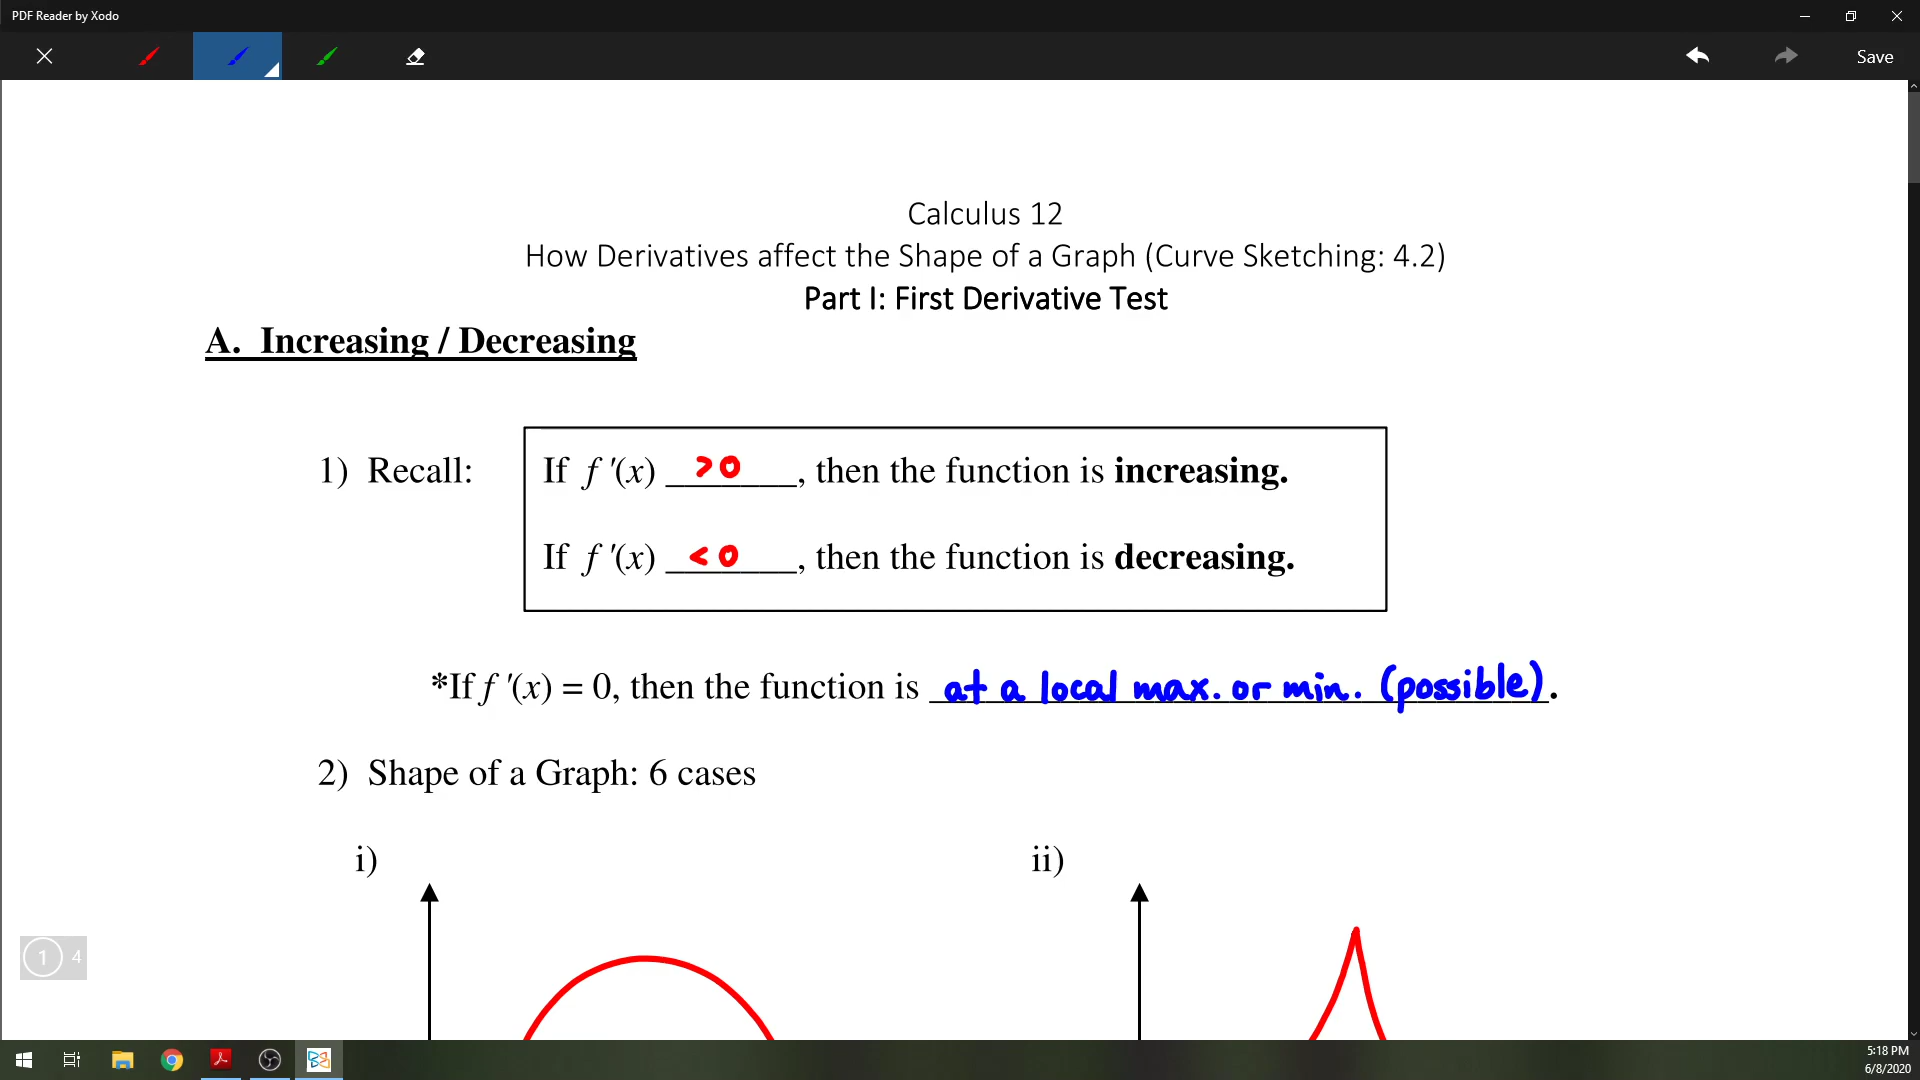 PDF Reader by Xodo
Save
Calculus 12
How Derivatives affect the Shape of a Graph (Curve Sketching: 4.2)
Part I: First Derivative Test
A. Increasing / Decreasing
1) Recall:
If f '(x) > 0, then the function is increasing.
If f '(x) < 0, then the function is decreasing.
*If f '(x) = 0, then the function is at a local max. or min. (possible).
2) Shape of a Graph: 6 cases
i)
ii)
1 4
5:18 PM
6/8/2020